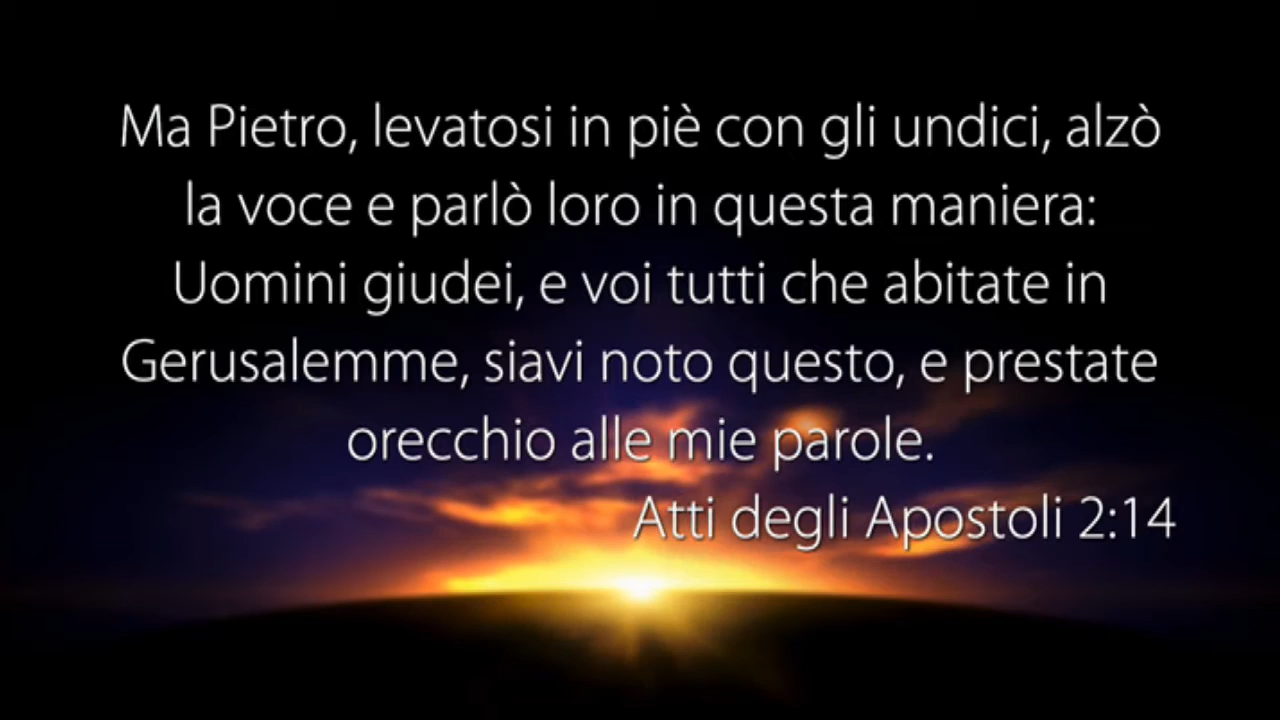 Ma Pietro, levatosi in piè con gli undici, alzò
la voce e parlò loro in questa maniera:
Uomini giudei, e voi tutti che abitate in
Gerusalemme, siavi noto questo, e prestate
orecchio alle mie parole.
Atti degli Apostoli 2:14